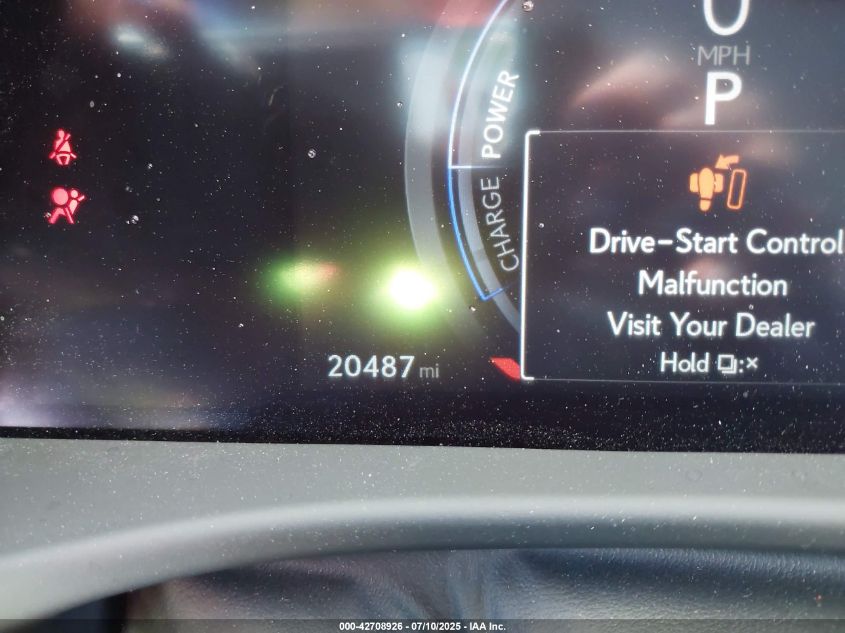 0
MPH
P
POWER
CHARGE
Drive-Start Control
Malfunction
Visit Your Dealer
Hold :×
20487 mi
000-42708926 - 07/10/2025 - IAA Inc.